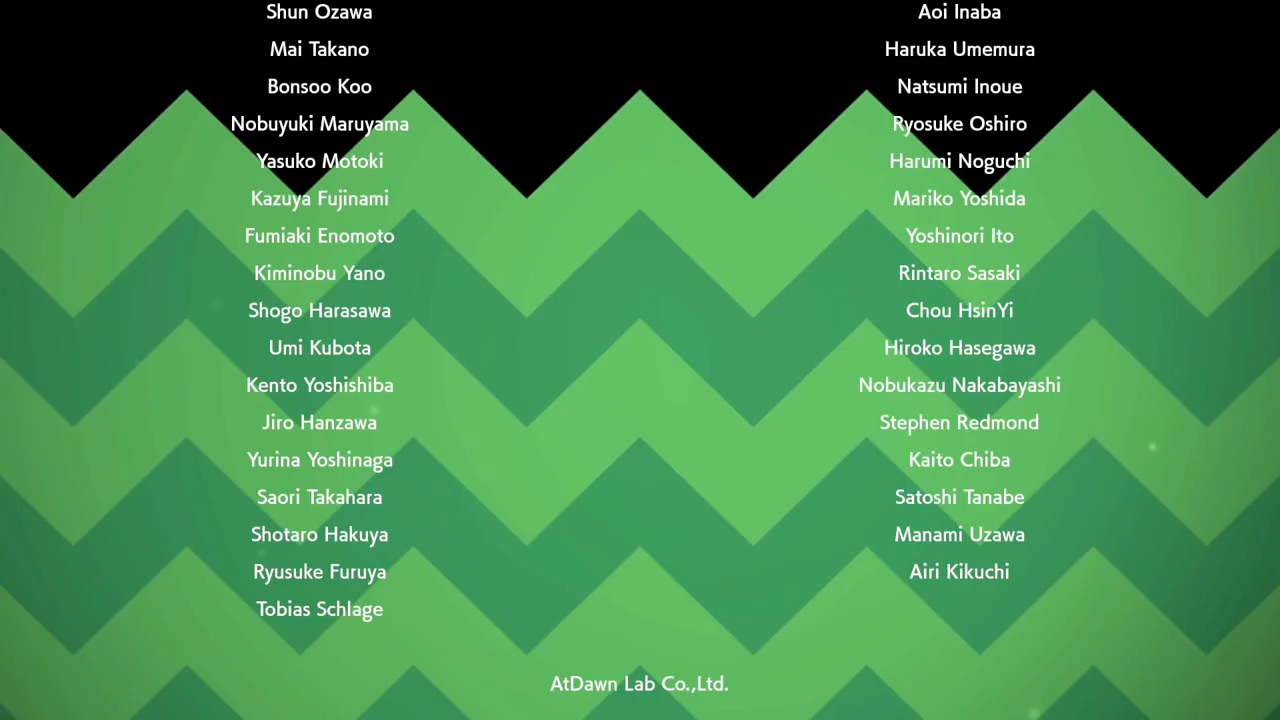 Shun Ozawa
Mai Takano
Bonsoo Koo
Nobuyuki Maruyama
Yasuko Motoki
Kazuya Fujinami
Fumiaki Enomoto
Kiminobu Yano
Shogo Harasawa
Umi Kubota
Kento Yoshishiba
Jiro Hanzawa
Yurina Yoshinaga
Saori Takahara
Shotaro Hakuya
Ryusuke Furuya
Tobias Schlage
Aoi Inaba
Haruka Umemura
Natsumi Inoue
Ryosuke Oshiro
Harumi Noguchi
Mariko Yoshida
Yoshinori Ito
Rintaro Sasaki
Chou HsinYi
Hiroko Hasegawa
Nobukazu Nakabayashi
Stephen Redmond
Kaito Chiba
Satoshi Tanabe
Manami Uzawa
Airi Kikuchi
AtDawn Lab Co.,Ltd.